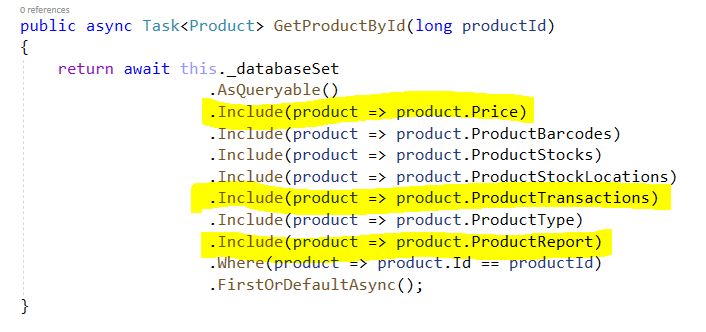 0 references
public async Task<Product> GetProductById(long productId)
{
return await this._databaseSet
.AsQueryable()
.Include(product => product.Price)
.Include(product => product.ProductBarcodes)
.Include(product => product.ProductStocks)
.Include(product => product.ProductStockLocations)
.Include(product => product.ProductTransactions)
.Include(product => product.ProductType)
.Include(product => product.ProductReport)
.Where(product => product.Id == productId)
.FirstOrDefaultAsync();
}